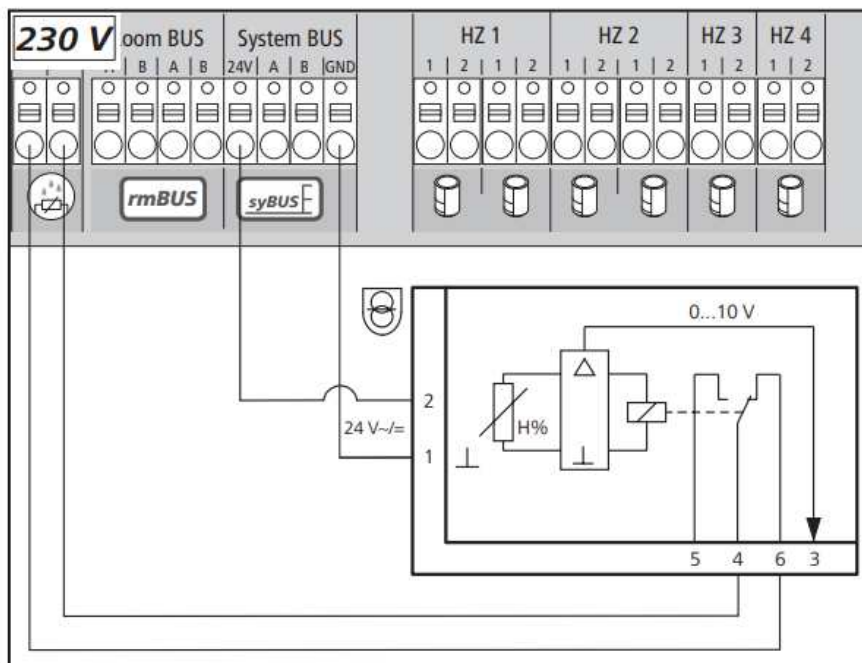 230 V oom BUS System BUS HZ 1 HZ 2 HZ 3 HZ 4
B | A | B 24V | A | B | GND 1 | 2 | 1 | 2 1 | 2 | 1 | 2 1 | 2 1 | 2
rmBUS syBUS
0...10 V
2
24 V~/= H%
1
5 4 6 3